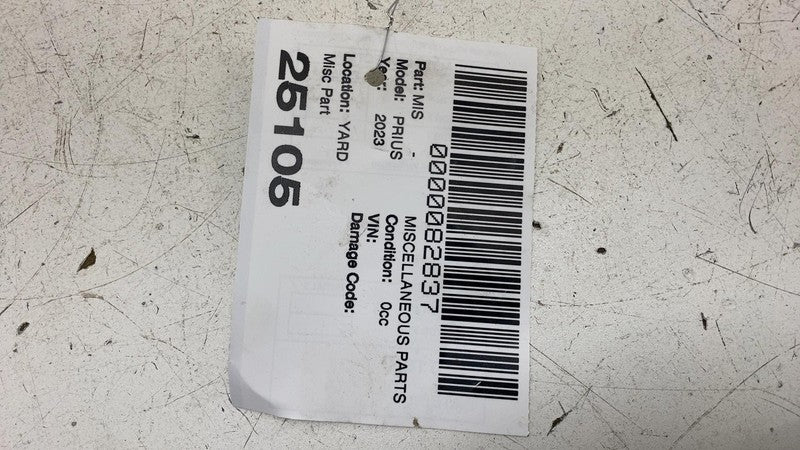 0000082837
Part: MIS - MISCELLANEOUS PARTS
Model: PRIUS Condition: 0cc
Year: 2023 VIN:
Damage Code:
Location: YARD
Misc Part
25105